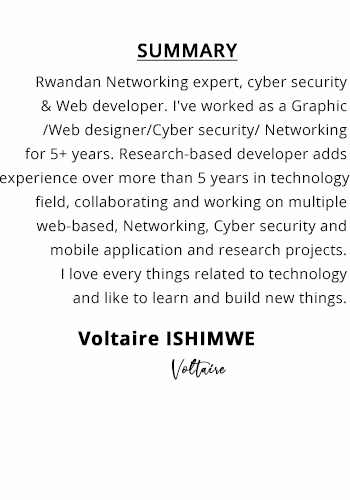 SUMMARY
Rwandan Networking expert, cyber security
& Web developer. I've worked as a Graphic
/Web designer/Cyber security/ Networking
for 5+ years. Research-based developer adds
experience over more than 5 years in technology
field, collaborating and working on multiple
web-based, Networking, Cyber security and
mobile application and research projects.
I love every things related to technology
and like to learn and build new things.
Voltaire ISHIMWE
Voltaire